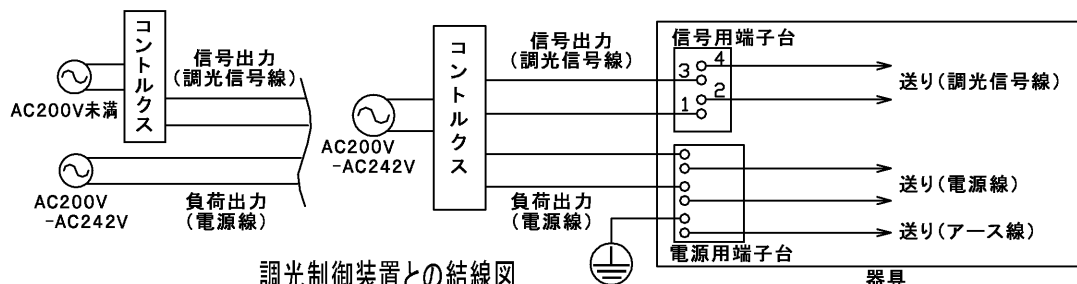 コントルクス
信号出力
(調光信号線)
AC200V未満
AC200V
-AC242V
負荷出力
(電源線)
コントルクス
信号出力
(調光信号線)
AC200V
-AC242V
負荷出力
(電源線)
信号用端子台
4
3
2
1
送り(調光信号線)
送り(電源線)
送り(アース線)
電源用端子台
器具
調光制御装置との結線図